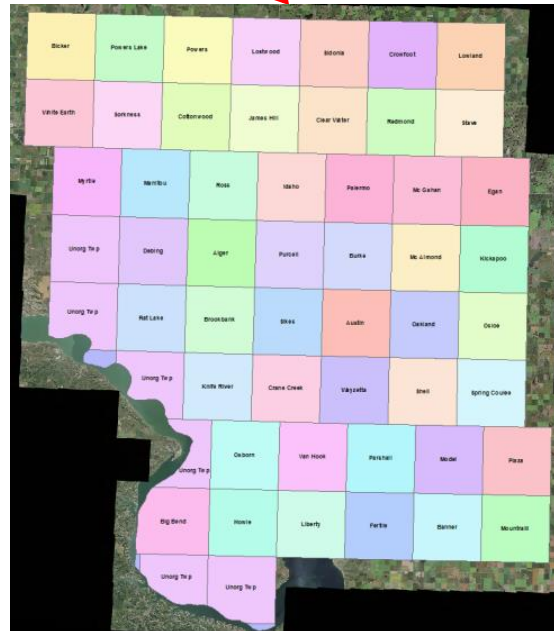 Bicker Powers Lake Powers Lostwood Sidonia Crowfoot Lowland
White Earth Sorkness Cottonwood James Hill Clear Water Redmond Stave
Myrtle Manitou Ross Idaho Palermo Mc Gahan Egan
Unorg Twp Debing Alger Purcell Burke Mc Almond Kickapoo
Unorg Twp Rat Lake Brookbank Sikes Austin Oakland Osloe
Unorg Twp Knife River Crane Creek Wayzetta Shell Spring Coulee
Unorg Twp Osborn Van Hook Parshall Model Plaza
Big Bend Howie Liberty Fertile Banner Mountrail
Unorg Twp Unorg Twp